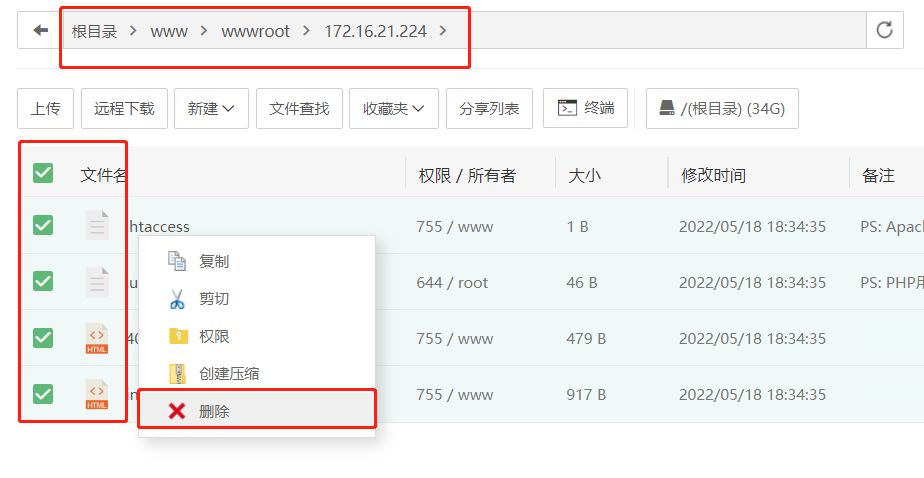 根目录 > www > wwwroot > 172.16.21.224 >
上传 远程下载 新建 文件查找 收藏夹 分享列表 终端 /(根目录) (34G)
文件名 权限 / 所有者 大小 修改时间 备注
.htaccess 755 / www 1 B 2022/05/18 18:34:35 PS: Apac
.u 644 / root 46 B 2022/05/18 18:34:35 PS: PHP用
HTML 40 755 / www 479 B 2022/05/18 18:34:35
HTML in 755 / www 917 B 2022/05/18 18:34:35
复制
剪切
权限
创建压缩
删除